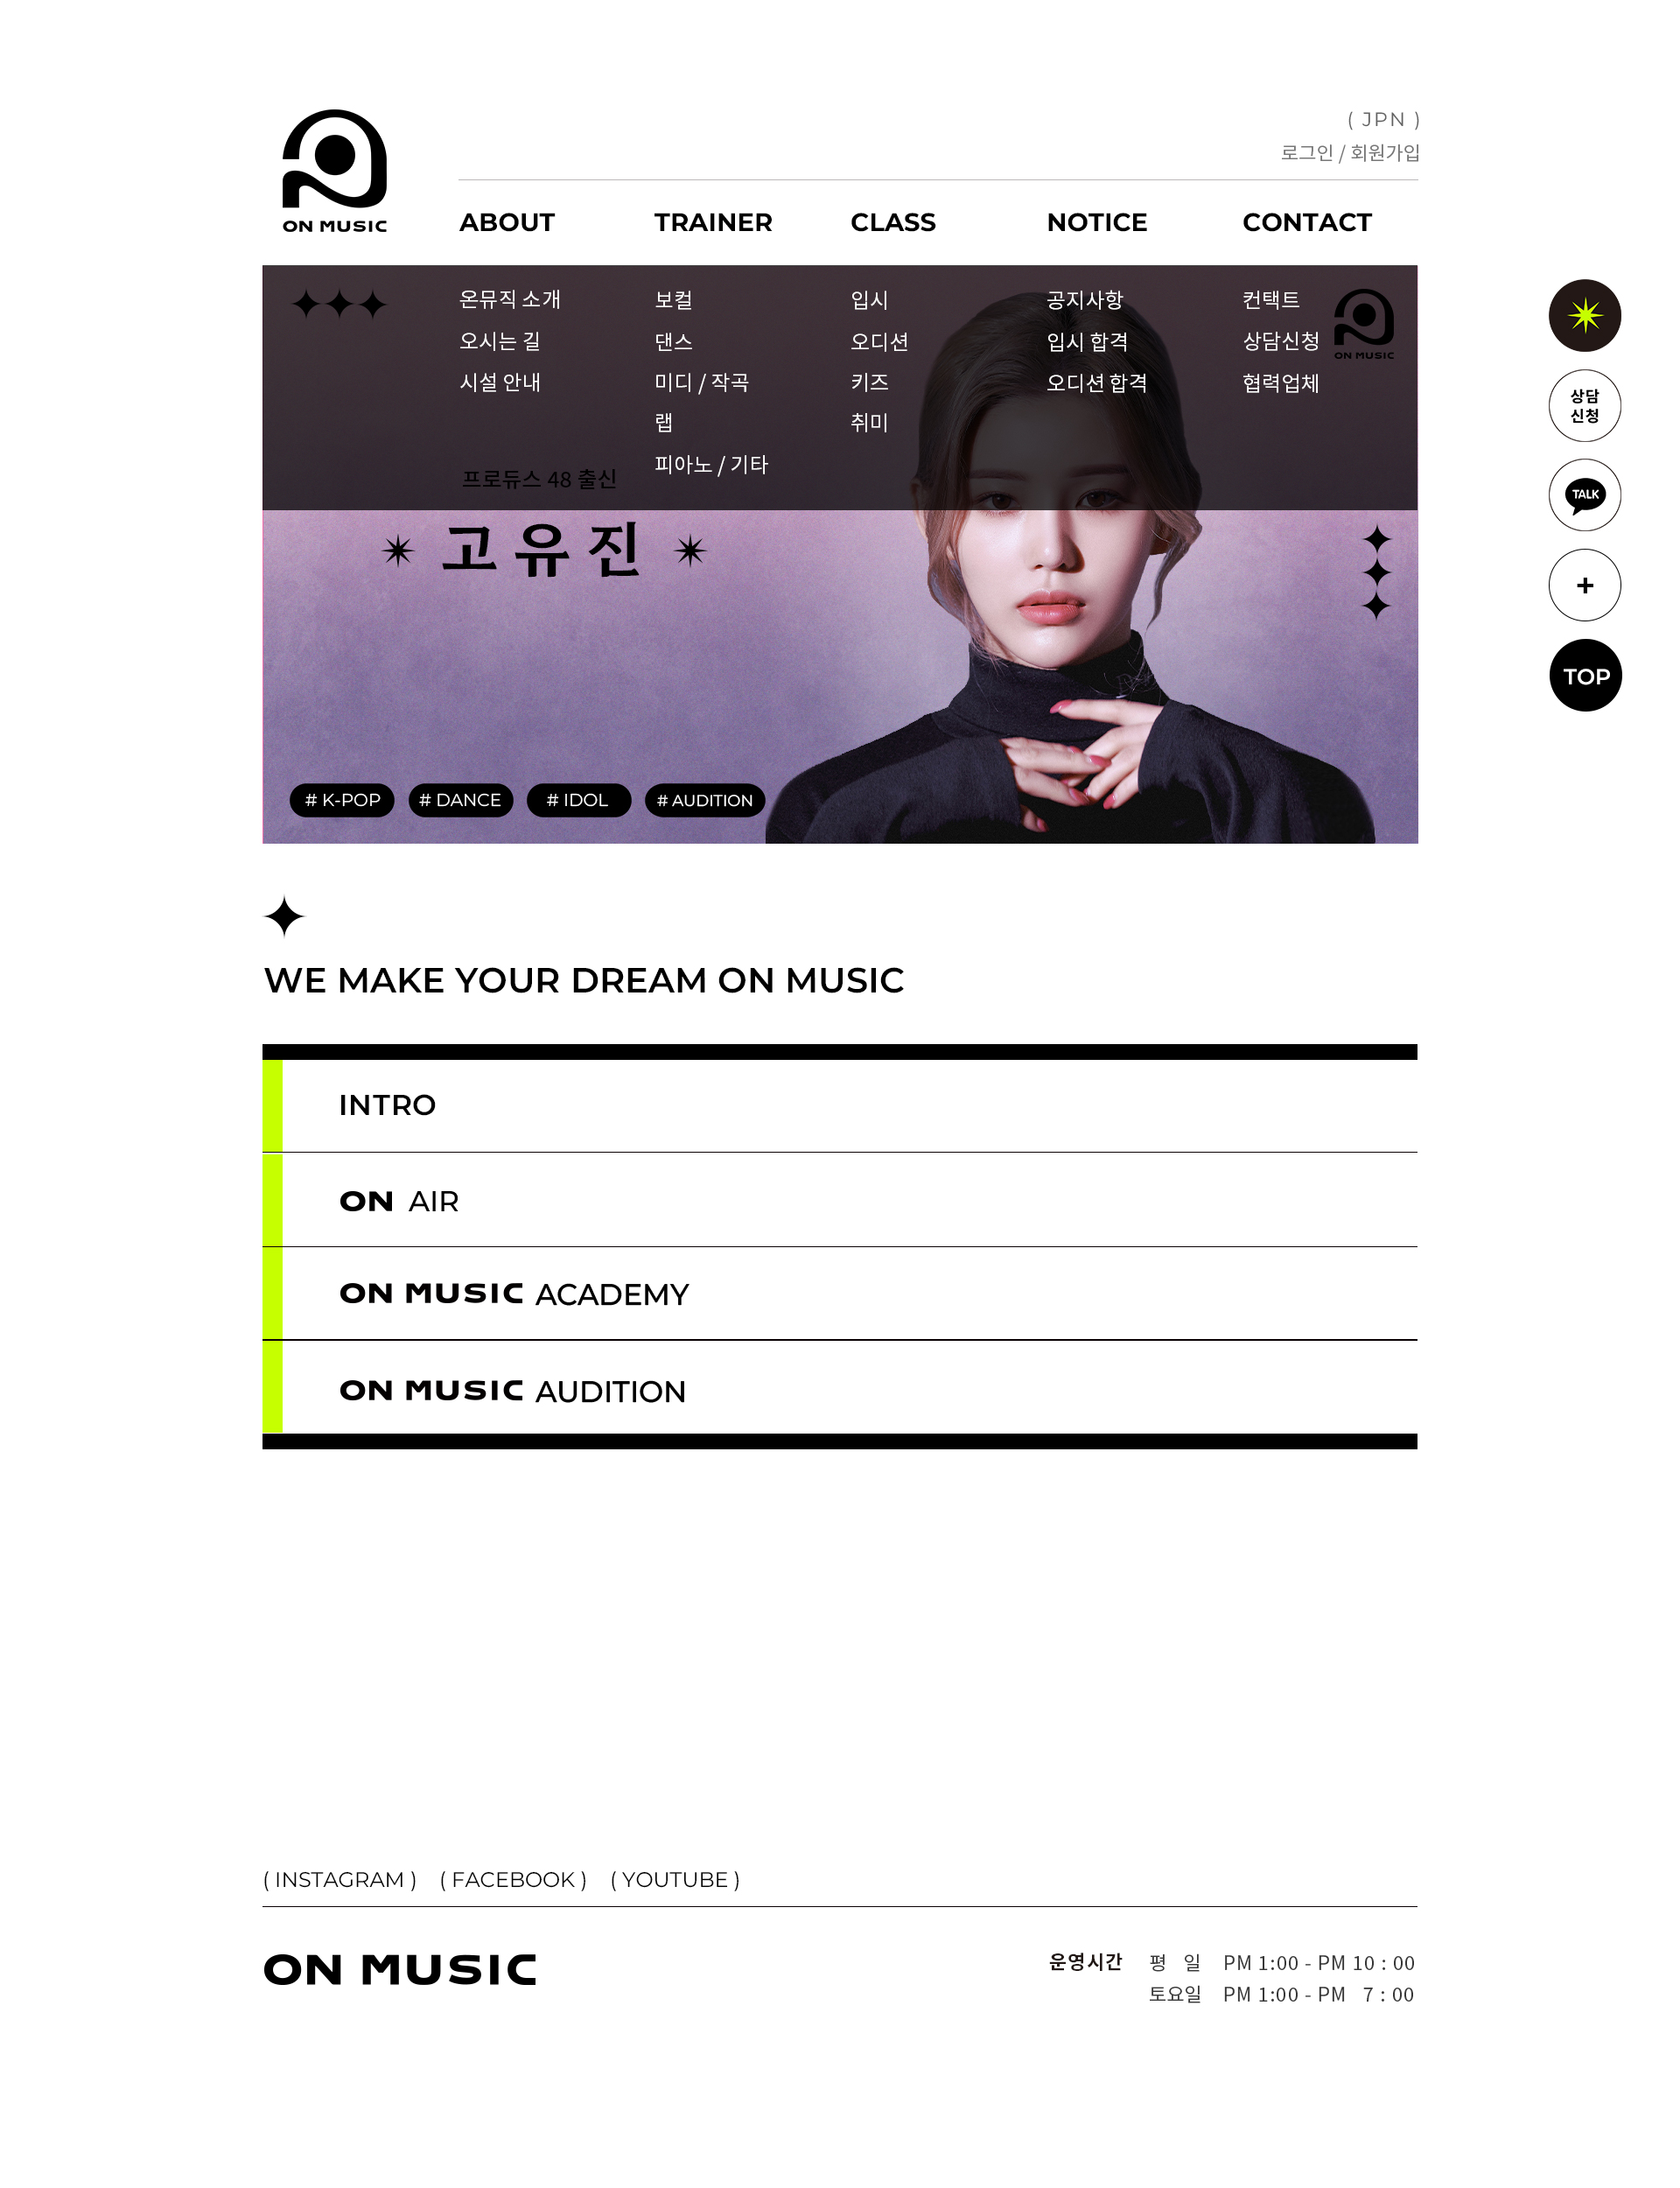 ON MUSIC
( JPN )
로그인 / 회원가입
ABOUT
TRAINER
CLASS
NOTICE
CONTACT
온뮤직 소개
오시는 길
시설 안내
보컬
댄스
미디 / 작곡
랩
피아노 / 기타
입시
오디션
키즈
취미
공지사항
입시 합격
오디션 합격
컨택트
상담신청
협력업체
ON MUSIC
프로듀스 48 출신
고유진
# K-POP
# DANCE
# IDOL
# AUDITION
상담
신청
TALK
+
TOP
WE MAKE YOUR DREAM ON MUSIC
INTRO
ON AIR
ON MUSIC ACADEMY
ON MUSIC AUDITION
( INSTAGRAM ) ( FACEBOOK ) ( YOUTUBE )
ON MUSIC
운영시간 평 일 PM 1:00 - PM 10 : 00
토요일 PM 1:00 - PM 7 : 00